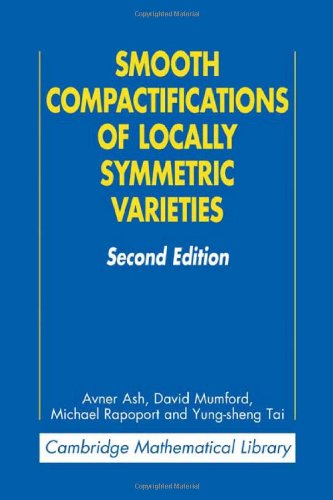 SMOOTH
COMPACTIFICATIONS
OF LOCALLY
SYMMETRIC
VARIETIES
Second Edition
Avner Ash, David Mumford,
Michael Rapoport and Yung-sheng Tai
Cambridge Mathematical Library